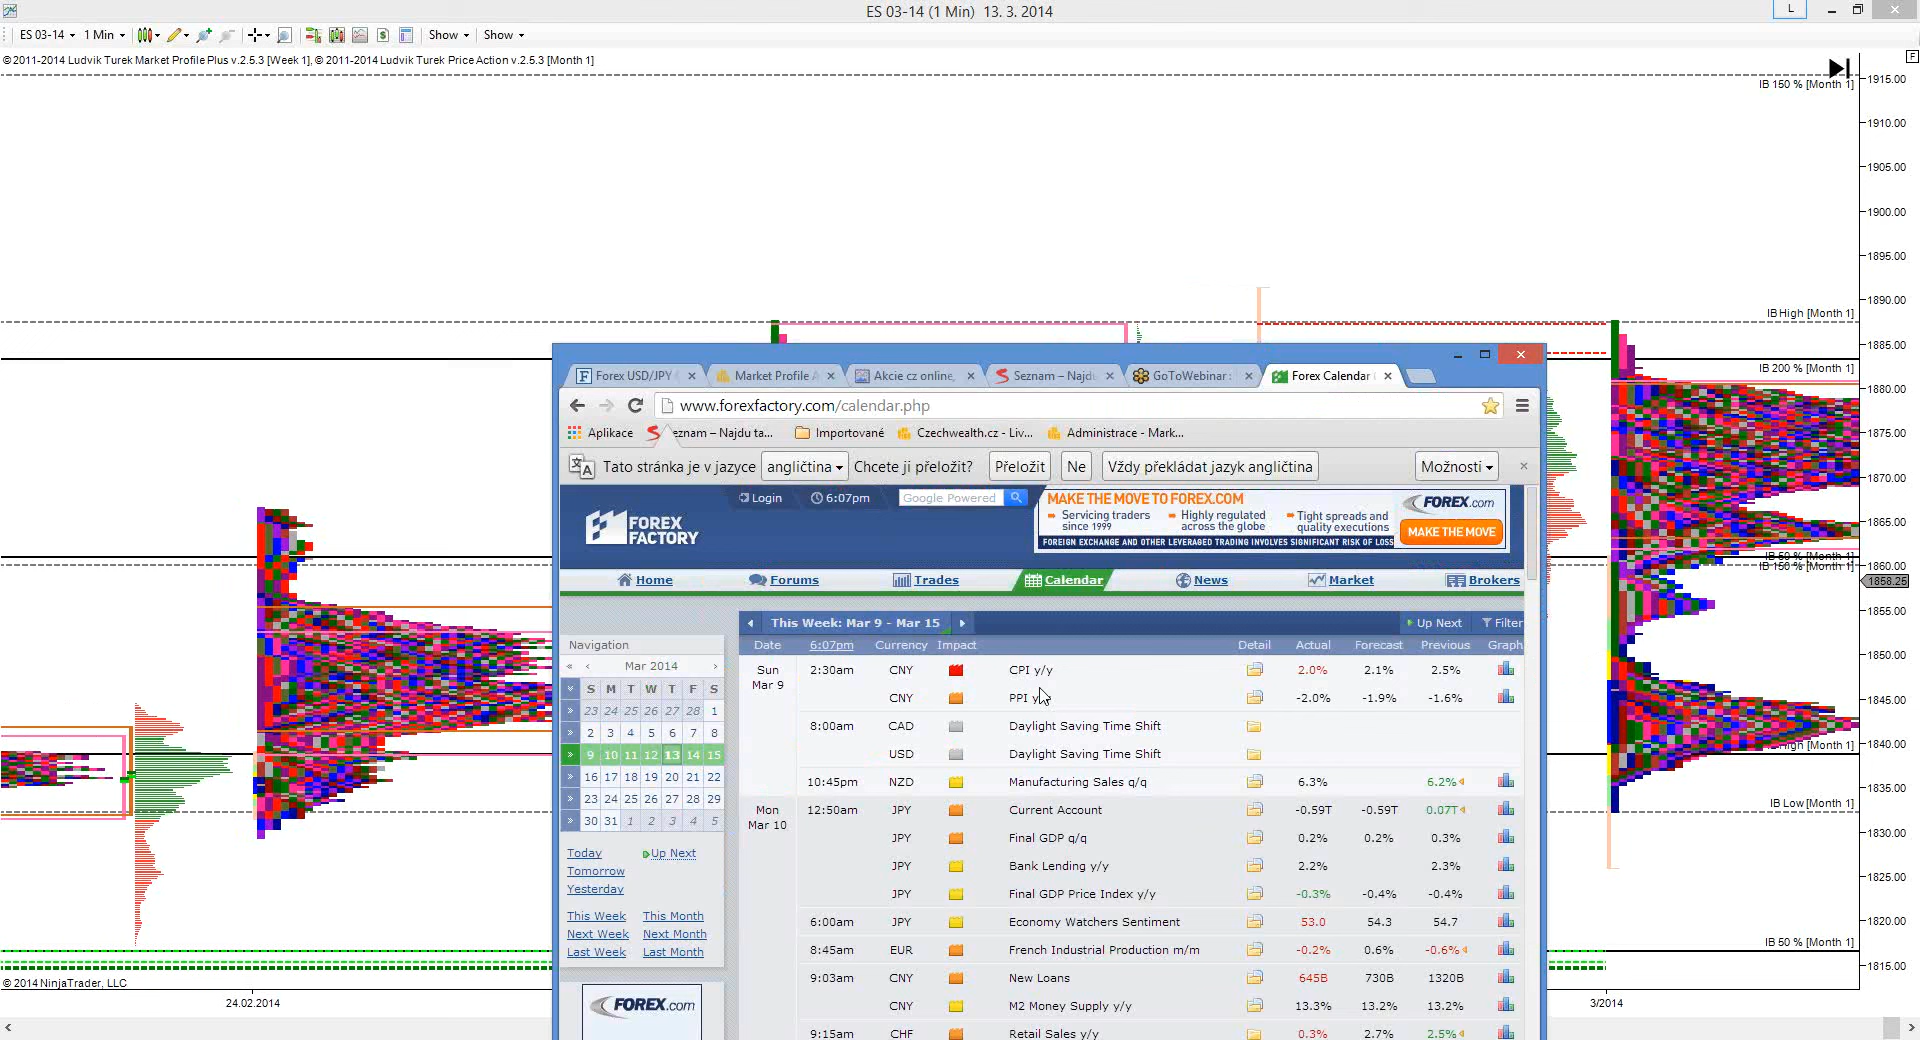 ES 03-14 (1 Min)  13. 3. 2014
L
ES 03-14
1 Min
Show
Show
© 2011-2014 Ludvik Turek Market Profile Plus v.2.5.3 [Week 1], © 2011-2014 Ludvik Turek Price Action v.2.5.3 [Month 1]
F
1915.00
IB 150 % [Month 1]
1910.00
1905.00
1900.00
1895.00
1890.00
IB High [Month 1]
1885.00
IB 200 % [Month 1]
1880.00
1875.00
1870.00
1865.00
IB 50 % [Month 1]
IB 150 % [Month 1]
1860.00
1858.25
1855.00
1850.00
1845.00
1840.00
1835.00
IB Low [Month 1]
1830.00
1825.00
1820.00
IB 50 % [Month 1]
1815.00
© 2014 NinjaTrader, LLC
24.02.2014
3/2014
Forex USD/JPY
Market Profile
Akcie cz online,
Seznam – Najdu
GoToWebinar :
Forex Calendar
www.forexfactory.com/calendar.php
Aplikace
eznam – Najdu ta...
Importované
Czechwealth.cz - Liv...
Administrace - Mark...
Tato stránka je v jazyce angličtina Chcete ji přeložit? Přeložit Ne Vždy překládat jazyk angličtina Možnosti
Login
6:07pm
Google Powered
FOREX FACTORY
MAKE THE MOVE TO FOREX.COM
Servicing traders since 1999
Highly regulated across the globe
Tight spreads and quality executions
FOREIGN EXCHANGE AND OTHER LEVERAGED TRADING INVOLVES SIGNIFICANT RISK OF LOSS
FOREX.com
MAKE THE MOVE
Home
Forums
Trades
Calendar
News
Market
Brokers
Navigation
Mar 2014
S M T W T F S
23 24 25 26 27 28 1
2 3 4 5 6 7 8
9 10 11 12 13 14 15
16 17 18 19 20 21 22
23 24 25 26 27 28 29
30 31 1 2 3 4 5
Today
Up Next
Tomorrow
Yesterday
This Week This Month
Next Week Next Month
Last Week Last Month
FOREX.com
This Week: Mar 9 - Mar 15
Up Next
Filter
Date 6:07pm Currency Impact Detail Actual Forecast Previous Graph
Sun Mar 9 2:30am CNY CPI y/y 2.0% 2.1% 2.5%
CNY PPI -2.0% -1.9% -1.6%
8:00am CAD Daylight Saving Time Shift
USD Daylight Saving Time Shift
10:45pm NZD Manufacturing Sales q/q 6.3% 6.2%
Mon Mar 10 12:50am JPY Current Account -0.59T -0.59T 0.07T
JPY Final GDP q/q 0.2% 0.2% 0.3%
JPY Bank Lending y/y 2.2% 2.3%
JPY Final GDP Price Index y/y -0.3% -0.4% -0.4%
6:00am JPY Economy Watchers Sentiment 53.0 54.3 54.7
8:45am EUR French Industrial Production m/m -0.2% 0.6% -0.6%
9:03am CNY New Loans 645B 730B 1320B
CNY M2 Money Supply y/y 13.3% 13.2% 13.2%
9:15am CHF Retail Sales y/y 0.3% 2.7% 2.5%